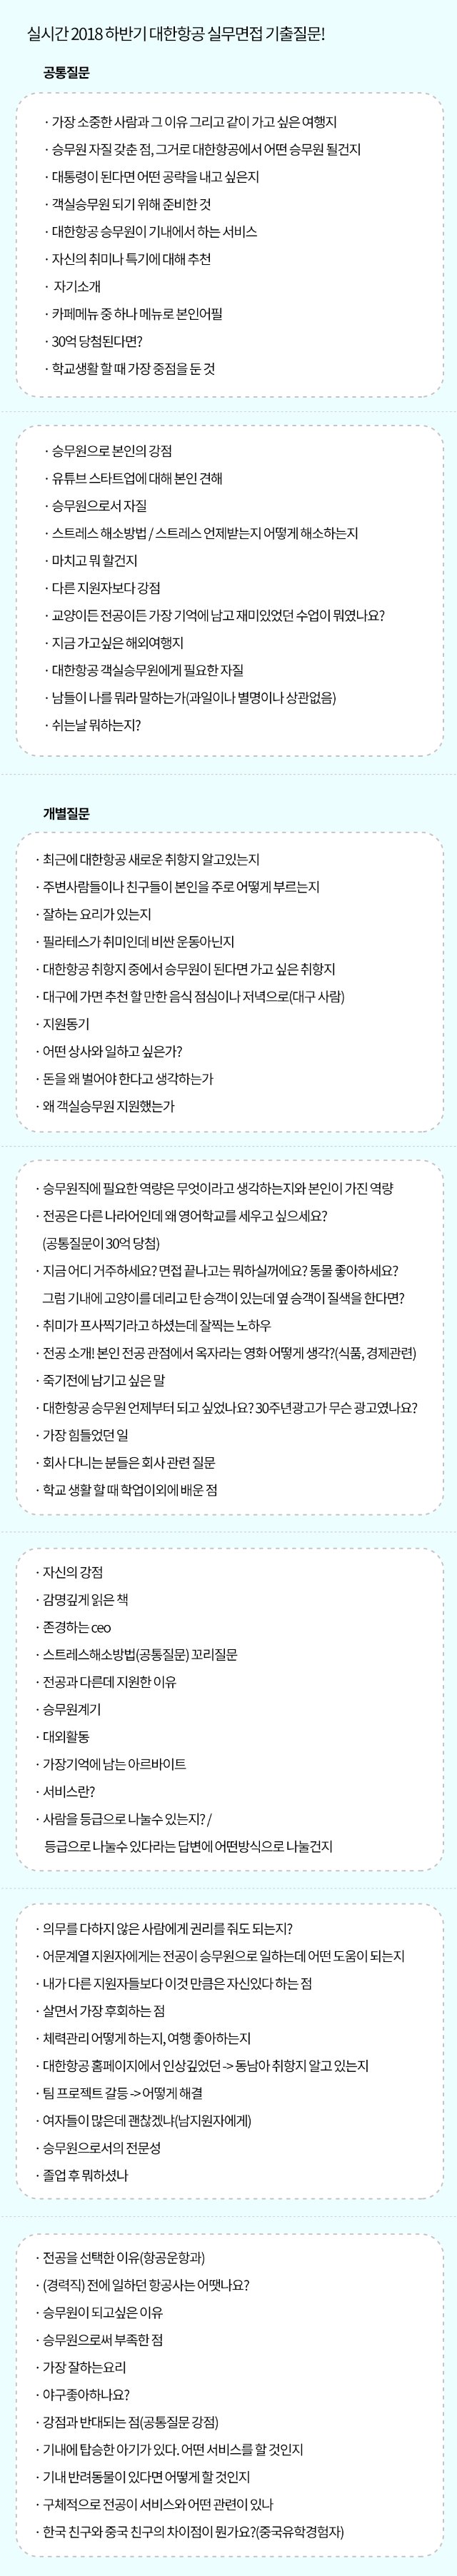 실시간 2018 하반기 대한항공 실무면접 기출질문!
공통질문
· 가장 소중한 사람과 그 이유 그리고 같이 가고 싶은 여행지
· 승무원 자질 갖춘 점, 그거로 대한항공에서 어떤 승무원 될건지
· 대통령이 된다면 어떤 공략을 내고 싶은지
· 객실승무원 되기 위해 준비한 것
· 대한항공 승무원이 기내에서 하는 서비스
· 자신의 취미나 특기에 대해 추천
· 자기소개
· 카페메뉴 중 하나 메뉴로 본인어필
· 30억 당첨된다면?
· 학교생활 할 때 가장 중점을 둔 것
· 승무원으로 본인의 강점
· 유튜브 스타트업에 대해 본인 견해
· 승무원으로서 자질
· 스트레스 해소방법 / 스트레스 언제받는지 어떻게 해소하는지
· 마치고 뭐 할건지
· 다른 지원자보다 강점
· 교양이든 전공이든 가장 기억에 남고 재미있었던 수업이 뭐였나요?
· 지금 가고싶은 해외여행지
· 대한항공 객실승무원에게 필요한 자질
· 남들이 나를 뭐라 말하는가(과일이나 별명이나 상관없음)
· 쉬는날 뭐하는지?
개별질문
· 최근에 대한항공 새로운 취항지 알고있는지
· 주변사람들이나 친구들이 본인을 주로 어떻게 부르는지
· 잘하는 요리가 있는지
· 필라테스가 취미인데 비싼 운동아닌지
· 대한항공 취항지 중에서 승무원이 된다면 가고 싶은 취항지
· 대구에 가면 추천 할 만한 음식 점심이나 저녁으로(대구 사람)
· 지원동기
· 어떤 상사와 일하고 싶은가?
· 돈을 왜 벌어야 한다고 생각하는가
· 왜 객실승무원 지원했는가
· 승무원직에 필요한 역량은 무엇이라고 생각하는지와 본인이 가진 역량
· 전공은 다른 나라어인데 왜 영어학교를 세우고 싶으세요?
(공통질문이 30억 당첨)
· 지금 어디 거주하세요? 면접 끝나고는 뭐하실꺼에요? 동물 좋아하세요?
그럼 기내에 고양이를 데리고 탄 승객이 있는데 옆 승객이 질색을 한다면?
· 취미가 프사찍기라고 하셨는데 잘찍는 노하우
· 전공 소개! 본인 전공 관점에서 옥자라는 영화 어떻게 생각?(식품, 경제관련)
· 죽기전에 남기고 싶은 말
· 대한항공 승무원 언제부터 되고 싶었나요? 30주년광고가 무슨 광고였나요?
· 가장 힘들었던 일
· 회사 다니는 분들은 회사 관련 질문
· 학교 생활 할 때 학업이외에 배운 점
· 자신의 강점
· 감명깊게 읽은 책
· 존경하는 ceo
· 스트레스해소방법(공통질문) 꼬리질문
· 전공과 다른데 지원한 이유
· 승무원계기
· 대외활동
· 가장기억에 남는 아르바이트
· 서비스란?
· 사람을 등급으로 나눌수 있는지? /
등급으로 나눌수 있다라는 답변에 어떤방식으로 나눌건지
· 의무를 다하지 않은 사람에게 권리를 줘도 되는지?
· 어문계열 지원자에게는 전공이 승무원으로 일하는데 어떤 도움이 되는지
· 내가 다른 지원자들보다 이것 만큼은 자신있다 하는 점
· 살면서 가장 후회하는 점
· 체력관리 어떻게 하는지, 여행 좋아하는지
· 대한항공 홈페이지에서 인상깊었던 -> 동남아 취항지 알고 있는지
· 팀 프로젝트 갈등 -> 어떻게 해결
· 여자들이 많은데 괜찮겠냐(남지원자에게)
· 승무원으로서의 전문성
· 졸업 후 뭐하셨나
· 전공을 선택한 이유(항공운항과)
· (경력직) 전에 일하던 항공사는 어땟나요?
· 승무원이 되고싶은 이유
· 승무원으로써 부족한 점
· 가장 잘하는요리
· 야구좋아하나요?
· 강점과 반대되는 점(공통질문 강점)
· 기내에 탑승한 아기가 있다. 어떤 서비스를 할 것인지
· 기내 반려동물이 있다면 어떻게 할 것인지
· 구체적으로 전공이 서비스와 어떤 관련이 있나
· 한국 친구와 중국 친구의 차이점이 뭔가요?(중국유학경험자)